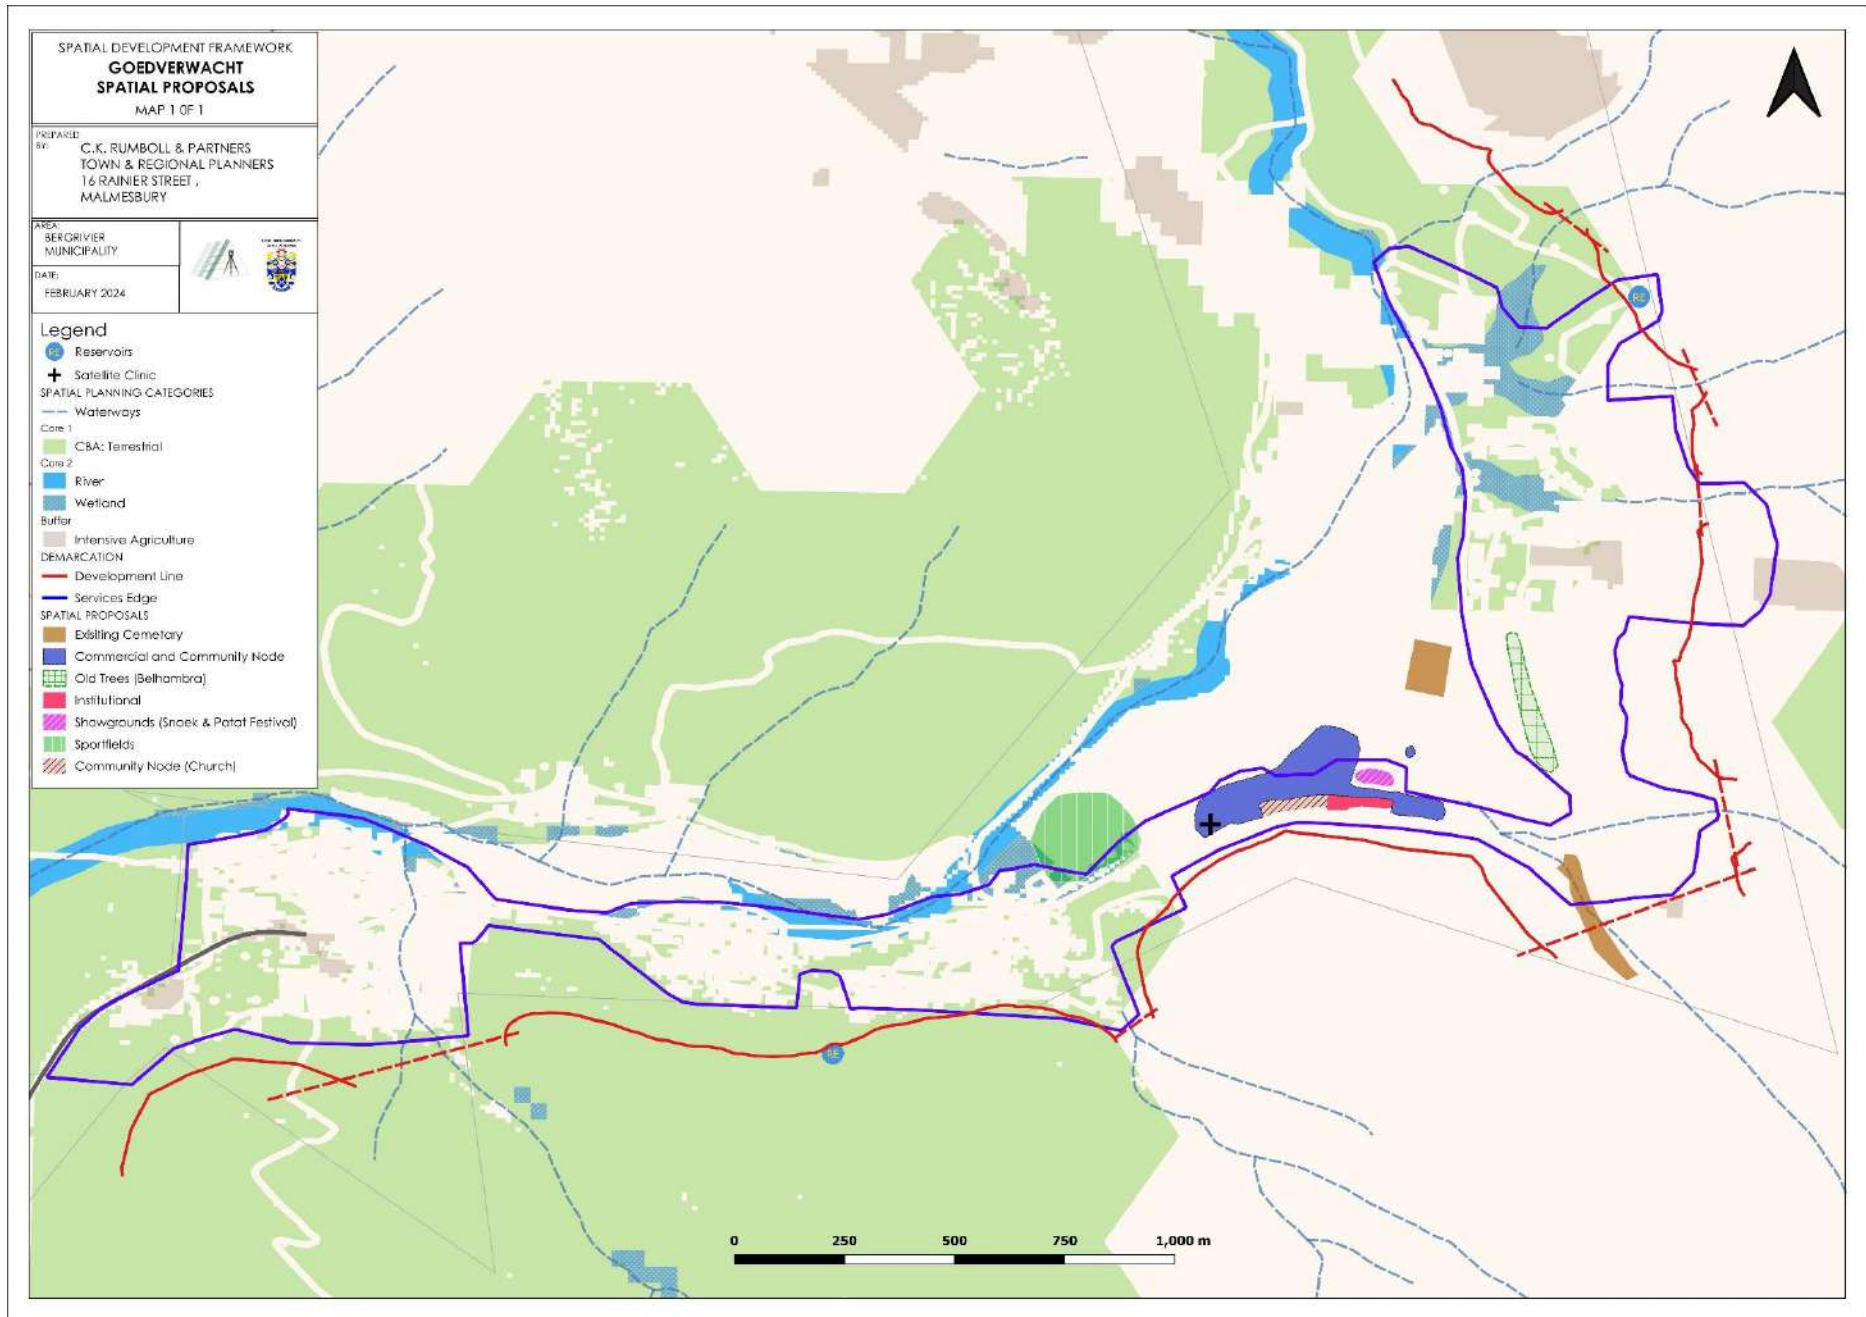 SPATIAL DEVELOPMENT FRAMEWORK
GOEDVERWACHT
SPATIAL PROPOSALS
MAP 1 OF 1
PREPARED
BY:
C.K. RUMBOLL & PARTNERS
TOWN & REGIONAL PLANNERS
16 RAINIER STREET ,
MALMESBURY
AREA:
BERGRIVIER
MUNICIPALITY
DATE:
FEBRUARY 2024
Legend
RE Reservoirs
Satellite Clinic
SPATIAL PLANNING CATEGORIES
Waterways
Core 1
CBA: Terrestrial
Core 2
River
Wetland
Buffer
Intensive Agriculture
DEMARCATION
Development Line
Services Edge
SPATIAL PROPOSALS
Exisiting Cemetary
Commercial and Community Node
Old Trees (Belhambra)
Institutional
Showgrounds (Snoek & Patat Festival)
Sportfields
Community Node (Church)
RE
RE
0 250 500 750 1,000 m